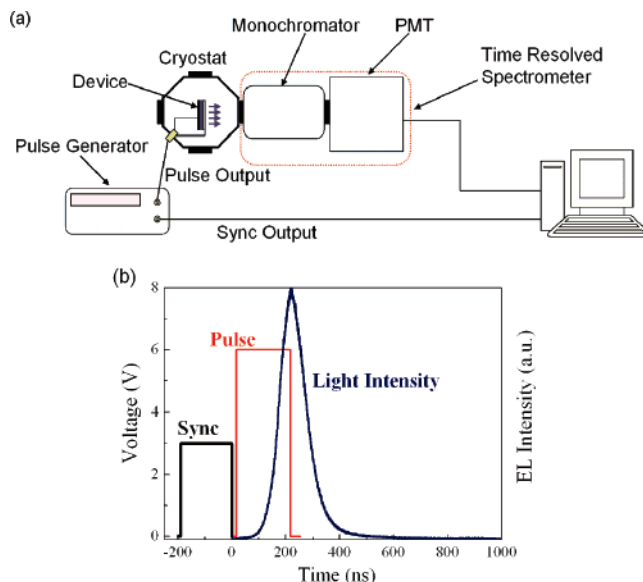 (a)
Monochromator
PMT
Cryostat
Time Resolved
Spectrometer
Device
Pulse Generator
Pulse Output
Sync Output
(b)
8
Pulse
6
Light Intensity
4
Sync
2
0
Voltage (V)
EL Intensity (a.u.)
-200 0 200 400 600 800 1000
Time (ns)